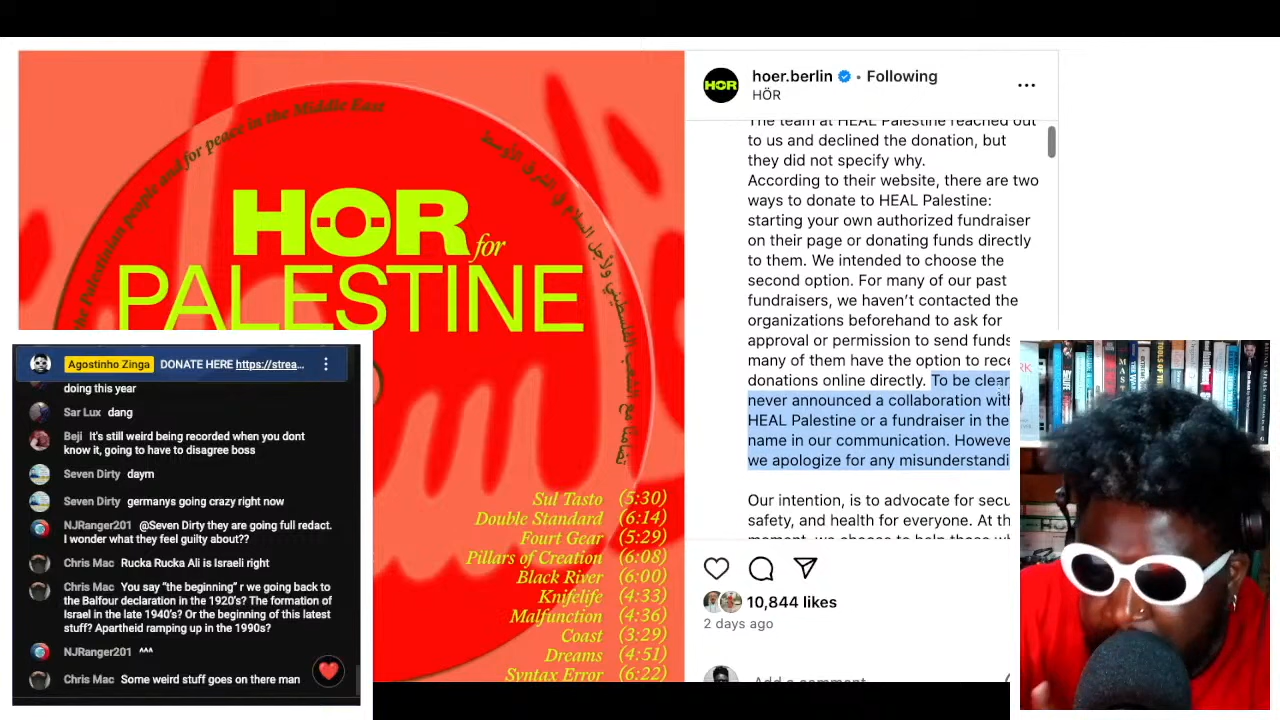 the Palestinian people and for peace in the Middle East
تضامنا مع الشعب الفلسطيني ولأجل السلام في الشرق الأوسط
HOR for
PALESTINE
Sul Tasto (5:30)
Double Standard (6:14)
Fourt Gear (5:29)
Pillars of Creation (6:08)
Black River (6:00)
Knifelife (4:33)
Malfunction (4:36)
Coast (3:29)
Dreams (4:51)
Syntax Error (6:22)
HOR
hoer.berlin • Following
HÖR
The team at HEAL Palestine reached out
to us and declined the donation, but
they did not specify why.
According to their website, there are two
ways to donate to HEAL Palestine:
starting your own authorized fundraiser
on their page or donating funds directly
to them. We intended to choose the
second option. For many of our past
fundraisers, we haven't contacted the
organizations beforehand to ask for
approval or permission to send funds
many of them have the option to rece
donations online directly. To be clear
never announced a collaboration with
HEAL Palestine or a fundraiser in the
name in our communication. Howeve
we apologize for any misunderstandi
Our intention, is to advocate for secu
safety, and health for everyone. At th
moment, we choose to help those wh
10,844 likes
2 days ago
Add a comment
Agostinho Zinga DONATE HERE https://strea...
doing this year
Sar Lux dang
Beji It's still weird being recorded when you dont
know it, going to have to disagree boss
Seven Dirty daym
Seven Dirty germanys going crazy right now
NJRanger201 @Seven Dirty they are going full redact.
I wonder what they feel guilty about??
Chris Mac Rucka Rucka Ali is Israeli right
Chris Mac You say "the beginning" r we going back to
the Balfour declaration in the 1920's? The formation of
Israel in the late 1940's? Or the beginning of this latest
stuff? Apartheid ramping up in the 1990s?
NJRanger201 ^^^
Chris Mac Some weird stuff goes on there man